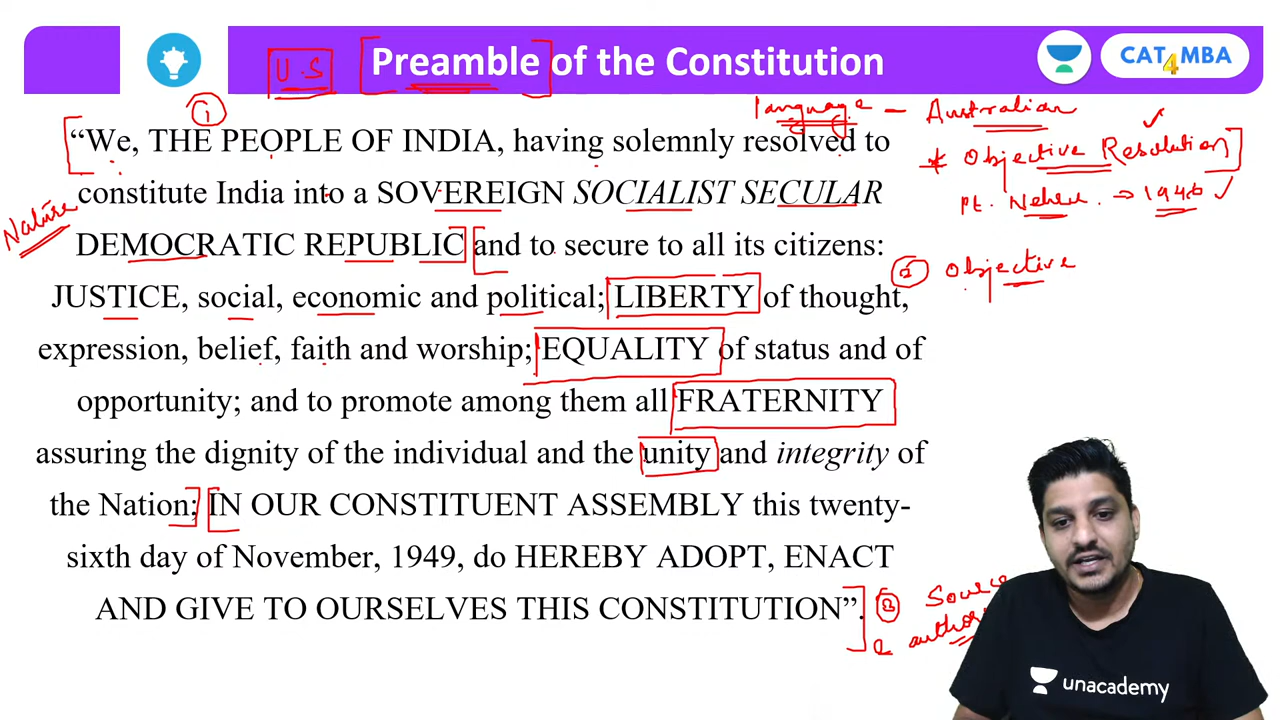 U.S
Preamble of the Constitution
CAT4MBA
language - Australian
* Objective Resolution
Pt. Nehru. → 1946 ✓
1
Nature
"We, THE PEOPLE OF INDIA, having solemnly resolved to
constitute India into a SOVEREIGN SOCIALIST SECULAR
DEMOCRATIC REPUBLIC and to secure to all its citizens:
2 Objective
JUSTICE, social, economic and political; LIBERTY of thought,
expression, belief, faith and worship; EQUALITY of status and of
opportunity; and to promote among them all FRATERNITY
assuring the dignity of the individual and the unity and integrity of
the Nation; IN OUR CONSTITUENT ASSEMBLY this twenty-
sixth day of November, 1949, do HEREBY ADOPT, ENACT
AND GIVE TO OURSELVES THIS CONSTITUTION".
3 Source
unacademy